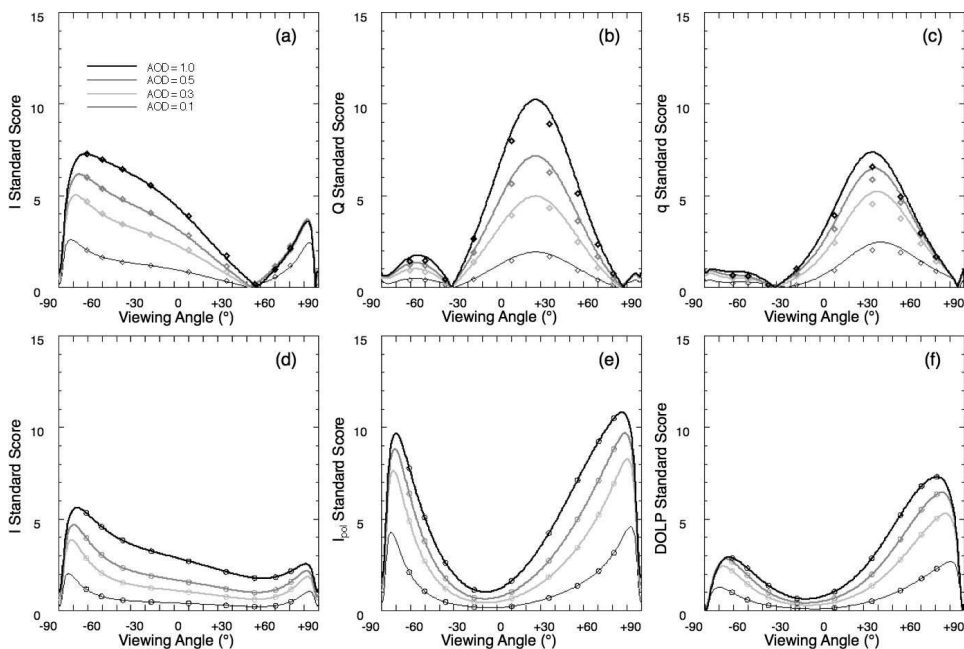 15
10
5
0
I Standard Score
(a)
AOD = 1.0
AOD = 0.5
AOD = 0.3
AOD = 0.1
-90 -60 -30 0 +30 +60 +90
Viewing Angle (°)
15
10
5
0
Q Standard Score
(b)
-90 -60 -30 0 +30 +60 +90
Viewing Angle (°)
15
10
5
0
q Standard Score
(c)
-90 -60 -30 0 +30 +60 +90
Viewing Angle (°)
15
10
5
0
I Standard Score
(d)
-90 -60 -30 0 +30 +60 +90
Viewing Angle (°)
15
10
5
0
Ipol Standard Score
(e)
-90 -60 -30 0 +30 +60 +90
Viewing Angle (°)
15
10
5
0
DOLP Standard Score
(f)
-90 -60 -30 0 +30 +60 +90
Viewing Angle (°)